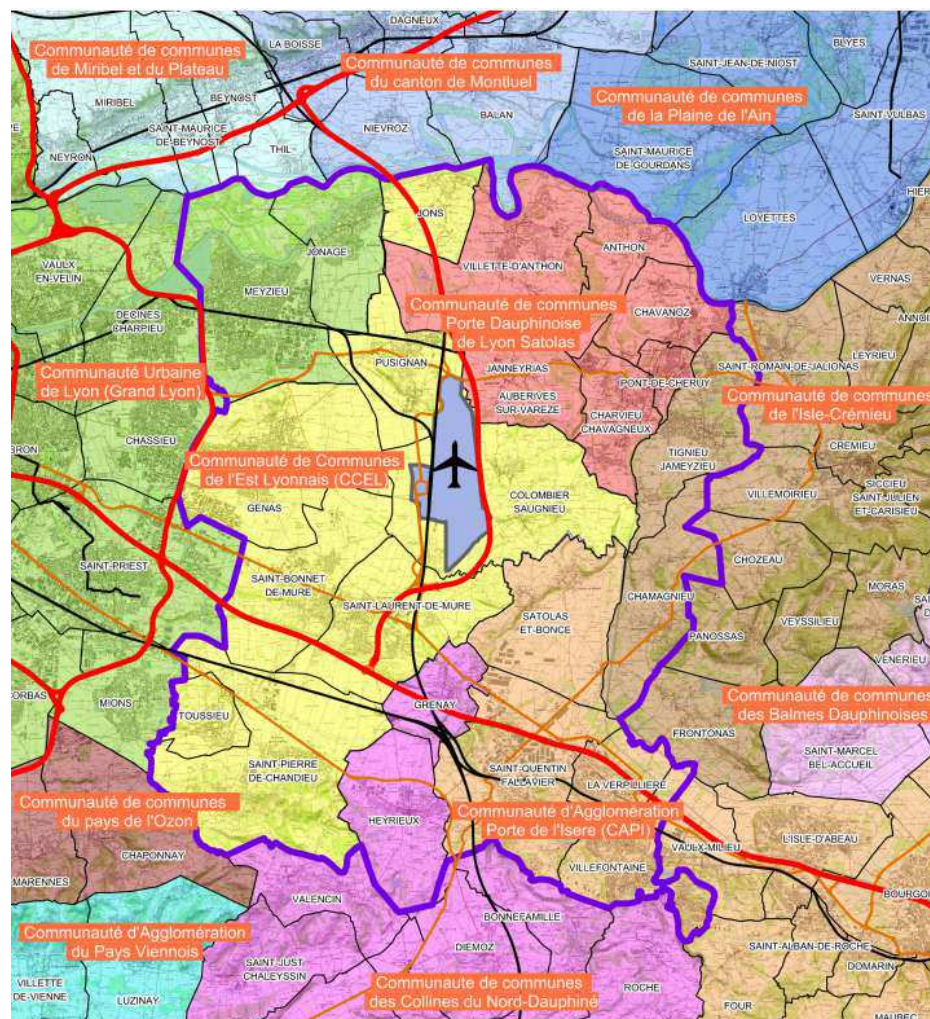 DAGNEUX
Communauté de communes
de Miribel et du Plateau
LA BOISSE
Communauté de communes
du canton de Montluel
BLYES
SAINT-JEAN-DE-NIOST
Communauté de communes
de la Plaine de l'Ain
MIRIBEL
BEYNOST
SAINT-MAURICE
DE-BEYNOST
NEYRON
THIL
NIEVROZ
BALAN
SAINT-VULBAS
SAINT-MAURICE
DE-GOURDANS
HIER
LOYETTES
JONS
VAULX
EN-VELIN
JONAGE
MEYZIEU
VILLETTE-D'ANTHON
ANTHON
VERNAS
DECINES
CHARPIEU
Communauté de communes
Porte Dauphinoise
de Lyon Satolas
CHAVANOZ
ANNOI
LEYRIEU
PUSIGNAN
JANNEYRIAS
PONT-DE-CHERUY
SAINT-ROMAIN-DE-JALIONAS
Communauté Urbaine
de Lyon (Grand Lyon)
AUBERIVES
SUR-VAREZE
CHARVIEU
CHAVAGNEUX
Communauté de communes
de l'Isle-Crémieu
BRON
CHASSIEU
Communauté de Communes
de l'Est Lyonnais (CCEL)
TIGNIEU
JAMEYZIEU
CREMIEU
SICCIEU
SAINT-JULIEN
ET-CARISIEU
GENAS
COLOMBIER
SAUGNIEU
VILLEMOIRIEU
SAINT-PRIEST
SAINT-BONNET
DE-MURE
CHOZEAU
MORAS
SAINT-LAURENT-DE-MURE
SATOLAS
ET-BONCE
CHAMAGNIEU
VEYSSILIEU
PANOSSAS
VENERIEU
CORBAS
MIONS
TOUSSIEU
GRENAY
Communauté de communes
des Balmes Dauphinoises
FRONTONAS
SAINT-MARCEL
BEL-ACCUEIL
SAINT-PIERRE
DE-CHANDIEU
SAINT-QUENTIN
FALLAVIER
LA VERPILLIERE
Communauté de communes
du pays de l'Ozon
HEYRIEUX
Communauté d'Agglomération
Porte de l'Isere (CAPI)
L'ISLE-D'ABEAU
VAULX-MILIEU
CHAPONNAY
MARENNES
VILLEFONTAINE
BOURGO
VALENCIN
BONNEFAMILLE
Communauté d'Agglomération
du Pays Viennois
DIEMOZ
SAINT-ALBAN-DE-ROCHE
DOMARIN
SAINT-JUST
CHALEYSSIN
VILLETTE
DE-VIENNE
LUZINAY
Communaute de communes
des Collines du Nord-Dauphiné
ROCHE
FOUR
MAUBEC